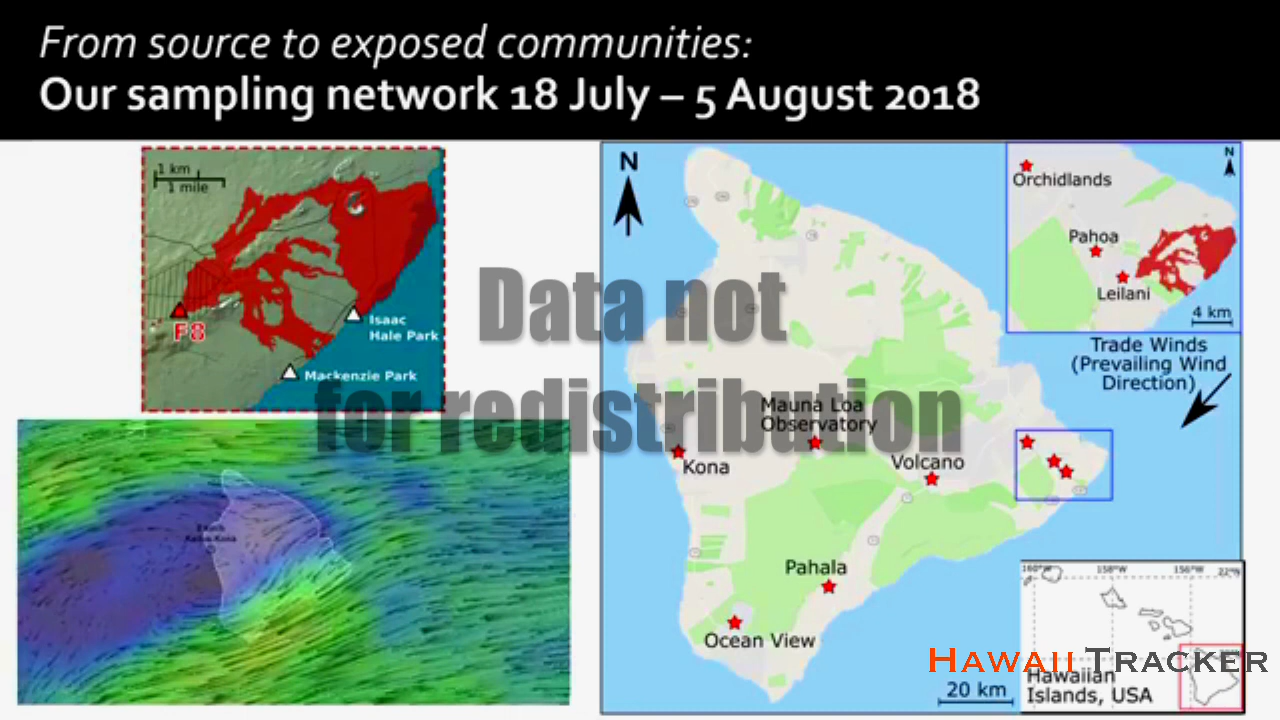 From source to exposed communities:
Our sampling network 18 July – 5 August 2018
1 km
1 mile
F8
Isaac
Hale Park
Mackenzie Park
N
Orchidlands
Pahoa
Leilani
N
4 km
Trade Winds
(Prevailing Wind
Direction)
Mauna Loa
Observatory
Kona
Volcano
Pahala
Ocean View
20 km
160°W
158°W
156°W
22°N
Hawaiian
Islands, USA
Data not
for redistribution
HAWAII TRACKER